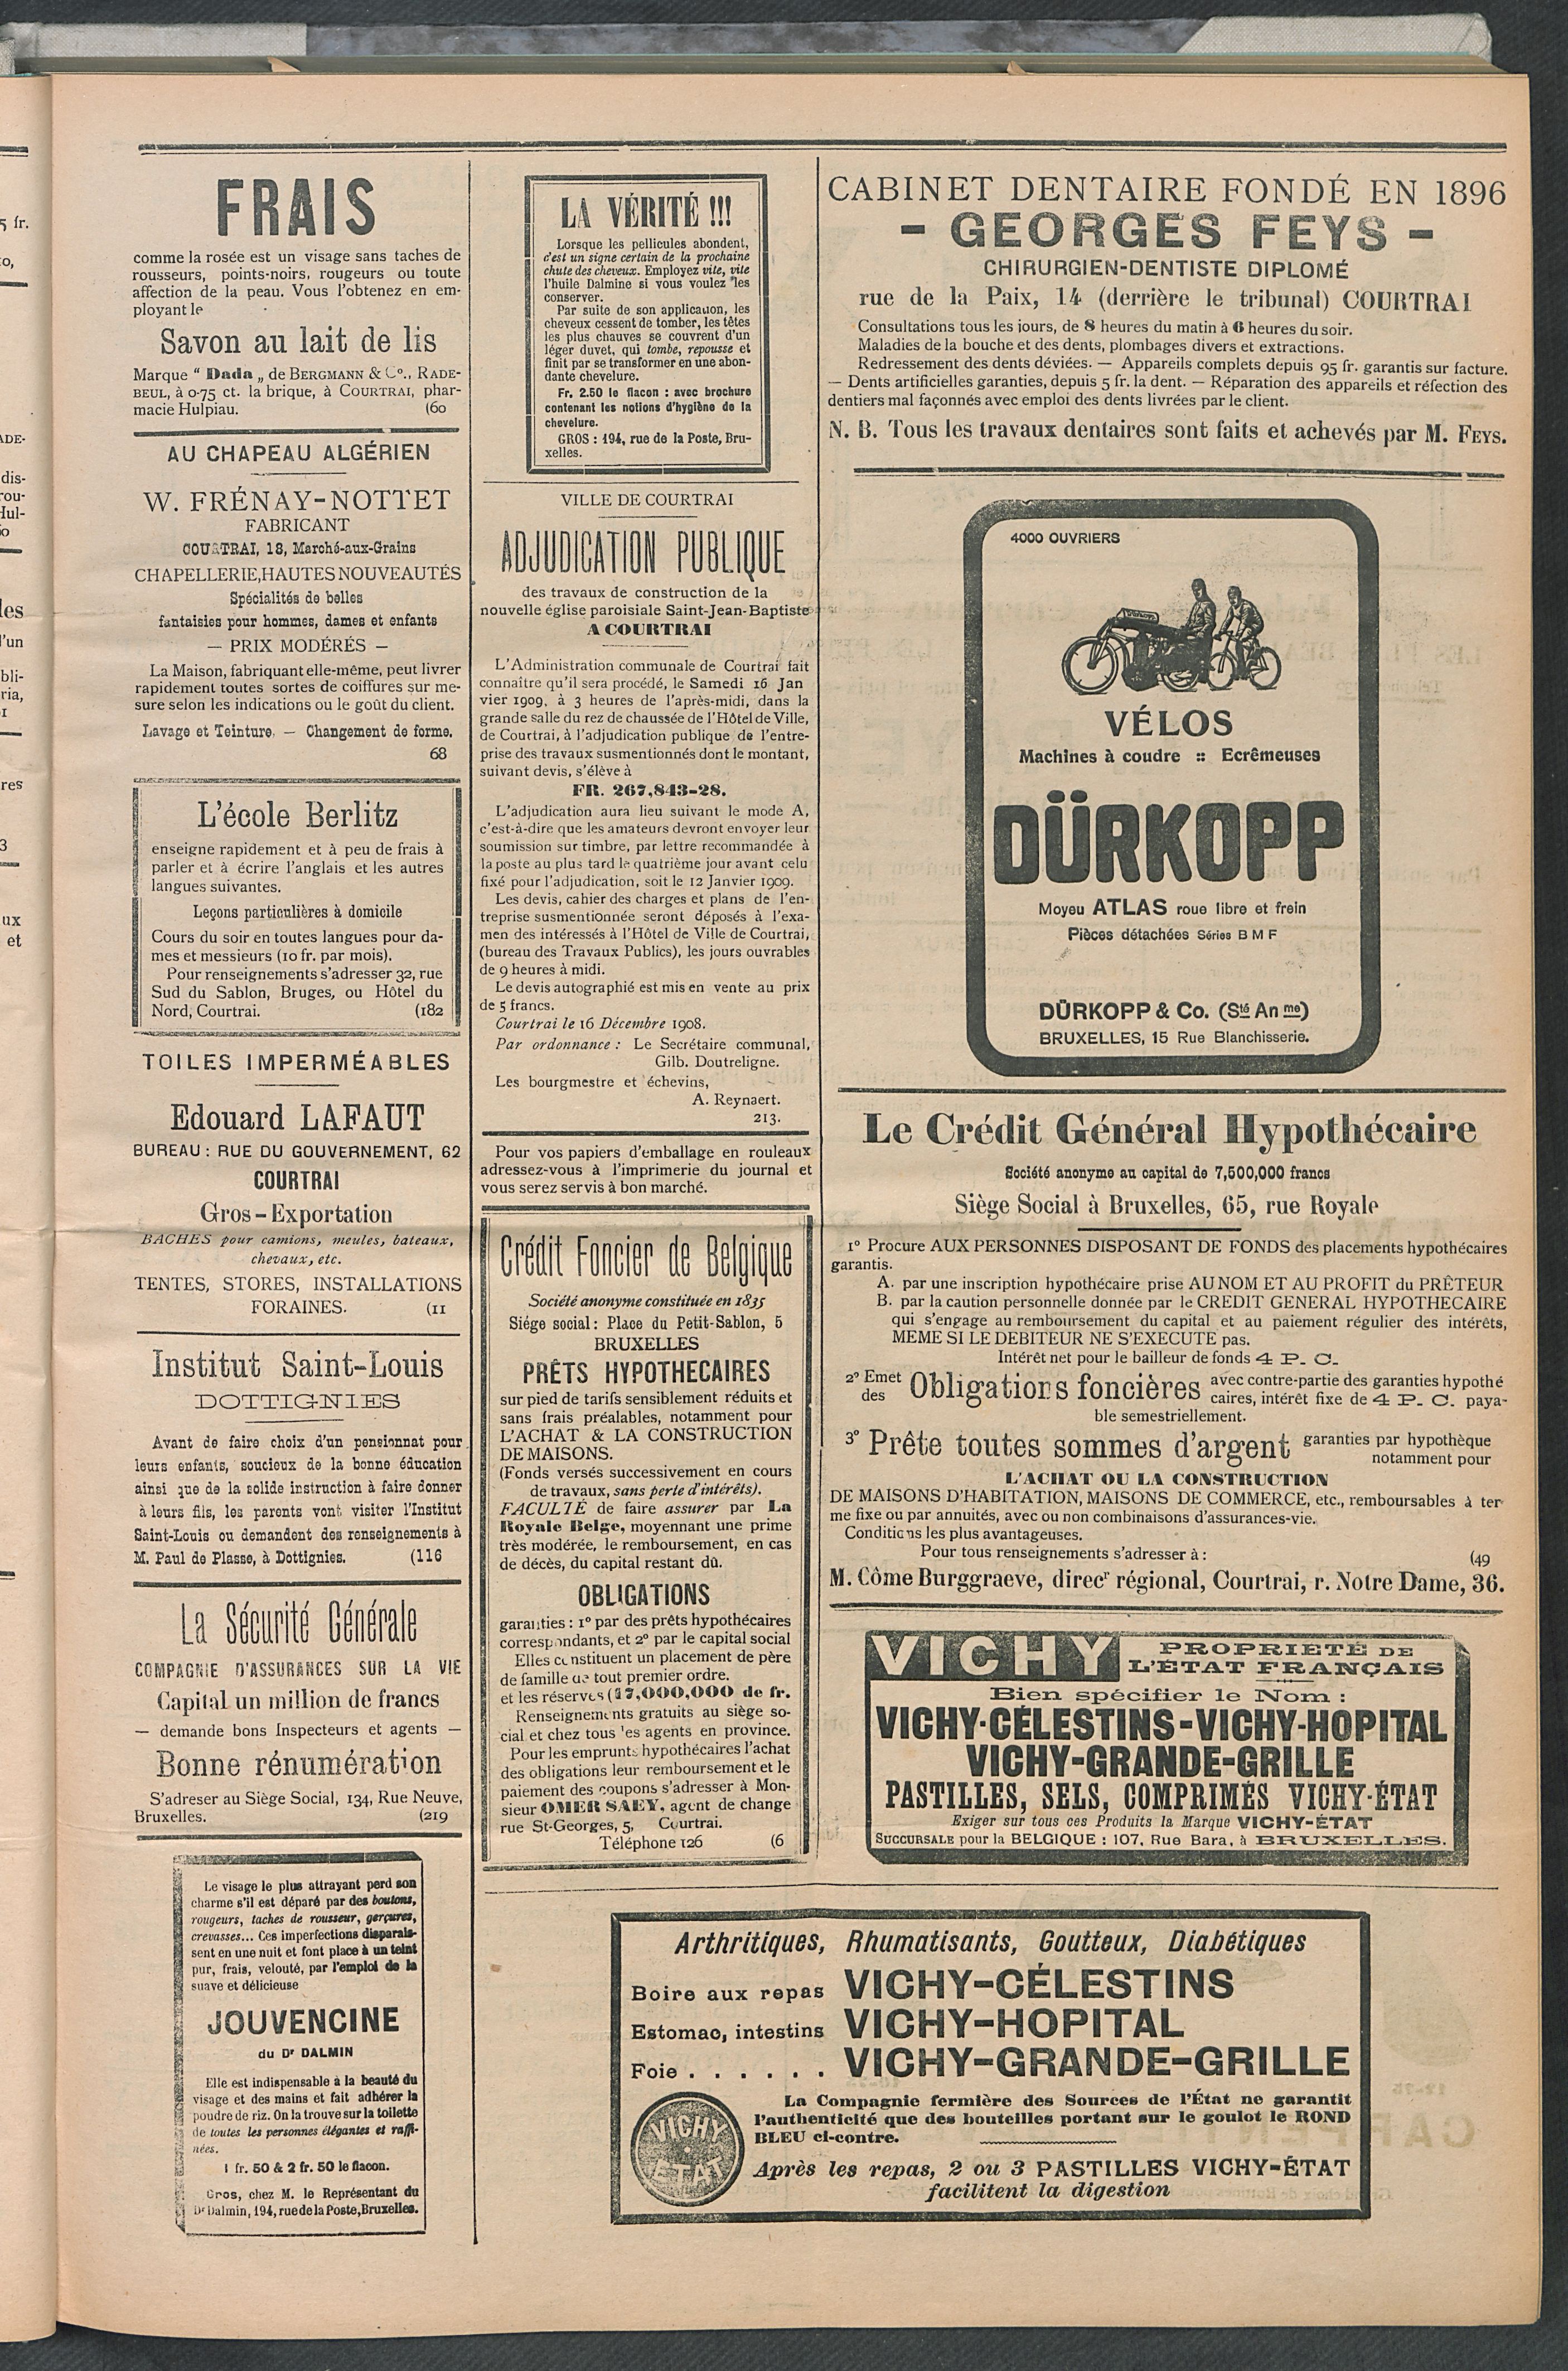 FRAIS
comme la rosée est un visage sans taches de
rousseurs, points-noirs, rougeurs ou toute
affection de la peau. Vous l'obtenez en em-
ployant le
Savon au lait de lis
Marque " Dada „ de BERGMANN & Co., RADE-
BEUL, à 0-75 ct. la brique, à COURTRAI, phar-
macie Hulpiau. (60
AU CHAPEAU ALGÉRIEN
W. FRÉNAY-NOTTET
FABRICANT
COURTRAI, 18, Marché-aux-Grains
CHAPELLERIE, HAUTES NOUVEAUTÉS
Spécialités de belles
fantaisies pour hommes, dames et enfants
— PRIX MODÉRÉS —
La Maison, fabriquant elle-même, peut livrer
rapidement toutes sortes de coiffures sur me-
sure selon les indications ou le goût du client.
Lavage et Teinture. — Changement de forme.
68
L'école Berlitz
enseigne rapidement et à peu de frais à
parler et à écrire l'anglais et les autres
langues suivantes.
Leçons particulières à domicile
Cours du soir en toutes langues pour da-
mes et messieurs (10 fr. par mois).
Pour renseignements s'adresser 32, rue
Sud du Sablon, Bruges, ou Hôtel du
Nord, Courtrai. (182
TOILES IMPERMÉABLES
Edouard LAFAUT
BUREAU : RUE DU GOUVERNEMENT, 62
COURTRAI
Gros – Exportation
BACHES pour camions, meules, bateaux,
chevaux, etc.
TENTES, STORES, INSTALLATIONS
FORAINES. (11
Institut Saint-Louis
DOTTIGNIES
Avant de faire choix d'un pensionnat pour
leurs enfants, soucieux de la bonne éducation
ainsi que de la solide instruction à faire donner
à leurs fils, les parents vont visiter l'Institut
Saint-Louis ou demandent des renseignements à
M. Paul de Plasse, à Dottignies. (116
La Sécurité Générale
COMPAGNIE D'ASSURANCES SUR LA VIE
Capital un million de francs
— demande bons Inspecteurs et agents —
Bonne rénumération
S'adreser au Siège Social, 134, Rue Neuve,
Bruxelles. (219
Le visage le plus attrayant perd son
charme s'il est déparé par des boutons,
rougeurs, taches de rousseur, gerçures,
crevasses... Ces imperfections disparais-
sent en une nuit et font place à un teint
pur, frais, velouté, par l'emploi de la
suave et délicieuse
JOUVENCINE
du Dr DALMIN
Elle est indispensable à la beauté du
visage et des mains et fait adhérer la
poudre de riz. On la trouve sur la toilette
de toutes les personnes élégantes et raffi-
nées.
1 fr. 50 & 2 fr. 50 le flacon.
Gros, chez M. le Représentant du
Dr Dalmin, 194, rue de la Poste, Bruxelles.
LA VÉRITÉ !!!
Lorsque les pellicules abondent,
c'est un signe certain de la prochaine
chute des cheveux. Employez vite, vite
l'huile Dalmine si vous voulez les
conserver.
Par suite de son application, les
cheveux cessent de tomber, les têtes
les plus chauves se couvrent d'un
léger duvet, qui tombe, repousse et
finit par se transformer en une abon-
dante chevelure.
Fr. 2.50 le flacon : avec brochure
contenant les notions d'hygiène de la
chevelure.
GROS : 194, rue de la Poste, Bru-
xelles.
VILLE DE COURTRAI
ADJUDICATION PUBLIQUE
des travaux de construction de la
nouvelle église paroisiale Saint-Jean-Baptiste
A COURTRAI
L'Administration communale de Courtrai fait
connaître qu'il sera procédé, le Samedi 16 Jan
vier 1909, à 3 heures de l'après-midi, dans la
grande salle du rez de chaussée de l'Hôtel de Ville,
de Courtrai, à l'adjudication publique de l'entre-
prise des travaux susmentionnés dont le montant,
suivant devis, s'élève à
FR. 267,843-28.
L'adjudication aura lieu suivant le mode A,
c'est-à-dire que les amateurs devront envoyer leur
soumission sur timbre, par lettre recommandée à
la poste au plus tard le quatrième jour avant celu
fixé pour l'adjudication, soit le 12 Janvier 1909.
Les devis, cahier des charges et plans de l'en-
treprise susmentionnée seront déposés à l'exa-
men des intéressés à l'Hôtel de Ville de Courtrai,
(bureau des Travaux Publics), les jours ouvrables
de 9 heures à midi.
Le devis autographié est mis en vente au prix
de 5 francs.
Courtrai le 16 Décembre 1908.
Par ordonnance : Le Secrétaire communal,
Gilb. Doutreligne.
Les bourgmestre et échevins,
A. Reynaert.
213.
Pour vos papiers d'emballage en rouleaux
adressez-vous à l'imprimerie du journal et
vous serez servis à bon marché.
Crédit Foncier de Belgique
Société anonyme constituée en 1835
Siége social : Place du Petit-Sablon, 5
BRUXELLES
PRÊTS HYPOTHECAIRES
sur pied de tarifs sensiblement réduits et
sans frais préalables, notamment pour
L'ACHAT & LA CONSTRUCTION
DE MAISONS.
(Fonds versés successivement en cours
de travaux, sans perte d'intérêts).
FACULTÉ de faire assurer par La
Royale Belge, moyennant une prime
très modérée, le remboursement, en cas
de décès, du capital restant dû.
OBLIGATIONS
garanties : 1º par des prêts hypothécaires
correspondants, et 2º par le capital social
Elles constituent un placement de père
de famille de tout premier ordre.
et les réserves (17,000,000 de fr.
Renseignements gratuits au siège so-
cial et chez tous les agents en province.
Pour les emprunts hypothécaires l'achat
des obligations leur remboursement et le
paiement des coupons s'adresser à Mon-
sieur OMER SAEY, agent de change
rue St-Georges, 5, Courtrai.
Téléphone 126 (6
CABINET DENTAIRE FONDÉ EN 1896
- GEORGES FEYS -
CHIRURGIEN-DENTISTE DIPLOMÉ
rue de la Paix, 14 (derrière le tribunal) COURTRAI
Consultations tous les jours, de 8 heures du matin à 6 heures du soir.
Maladies de la bouche et des dents, plombages divers et extractions.
Redressement des dents déviées. — Appareils complets depuis 95 fr. garantis sur facture.
— Dents artificielles garanties, depuis 5 fr. la dent. — Réparation des appareils et réfection des
dentiers mal façonnés avec emploi des dents livrées par le client.
N. B. Tous les travaux dentaires sont faits et achevés par M. FEYS.
4000 OUVRIERS
VÉLOS
Machines à coudre :: Ecrêmeuses
DÜRKOPP
Moyeu ATLAS roue libre et frein
Pièces détachées Séries B M F
DÜRKOPP & Co. (Sté An me)
BRUXELLES, 15 Rue Blanchisserie.
Le Crédit Général Hypothécaire
Société anonyme au capital de 7,500,000 francs
Siège Social à Bruxelles, 65, rue Royale
1º Procure AUX PERSONNES DISPOSANT DE FONDS des placements hypothécaires
garantis.
A. par une inscription hypothécaire prise AU NOM ET AU PROFIT du PRÊTEUR
B. par la caution personnelle donnée par le CREDIT GENERAL HYPOTHECAIRE
qui s'engage au remboursement du capital et au paiement régulier des intérêts,
MEME SI LE DEBITEUR NE S'EXECUTE pas.
Intérêt net pour le bailleur de fonds 4 P. C.
2º Emet des Obligations foncières avec contre-partie des garanties hypothé
caires, intérêt fixe de 4 P. C. paya-
ble semestriellement.
3º Prête toutes sommes d'argent garanties par hypothèque
notamment pour
L'ACHAT OU LA CONSTRUCTION
DE MAISONS D'HABITATION, MAISONS DE COMMERCE, etc., remboursables à ter
me fixe ou par annuités, avec ou non combinaisons d'assurances-vie.
Conditions les plus avantageuses.
Pour tous renseignements s'adresser à : (49
M. Côme Burggraeve, direcr régional, Courtrai, r. Notre Dame, 36.
VICHY PROPRIETÉ DE
L'ÉTAT FRANÇAIS
Bien spécifier le Nom :
VICHY-CÉLESTINS-VICHY-HOPITAL
VICHY-GRANDE-GRILLE
PASTILLES, SELS, COMPRIMÉS VICHY-ÉTAT
Exiger sur tous ces Produits la Marque VICHY-ÉTAT
SUCCURSALE pour la BELGIQUE : 107, Rue Bara, à BRUXELLES.
Arthritiques, Rhumatisants, Goutteux, Diabétiques
Boire aux repas VICHY-CÉLESTINS
Estomac, intestins VICHY-HOPITAL
Foie . . . . . . VICHY-GRANDE-GRILLE
La Compagnie fermière des Sources de l'État ne garantit
l'authenticité que des bouteilles portant sur le goulot le ROND
BLEU ci-contre.
VICHY
ETAT
Après les repas, 2 ou 3 PASTILLES VICHY-ÉTAT
facilitent la digestion